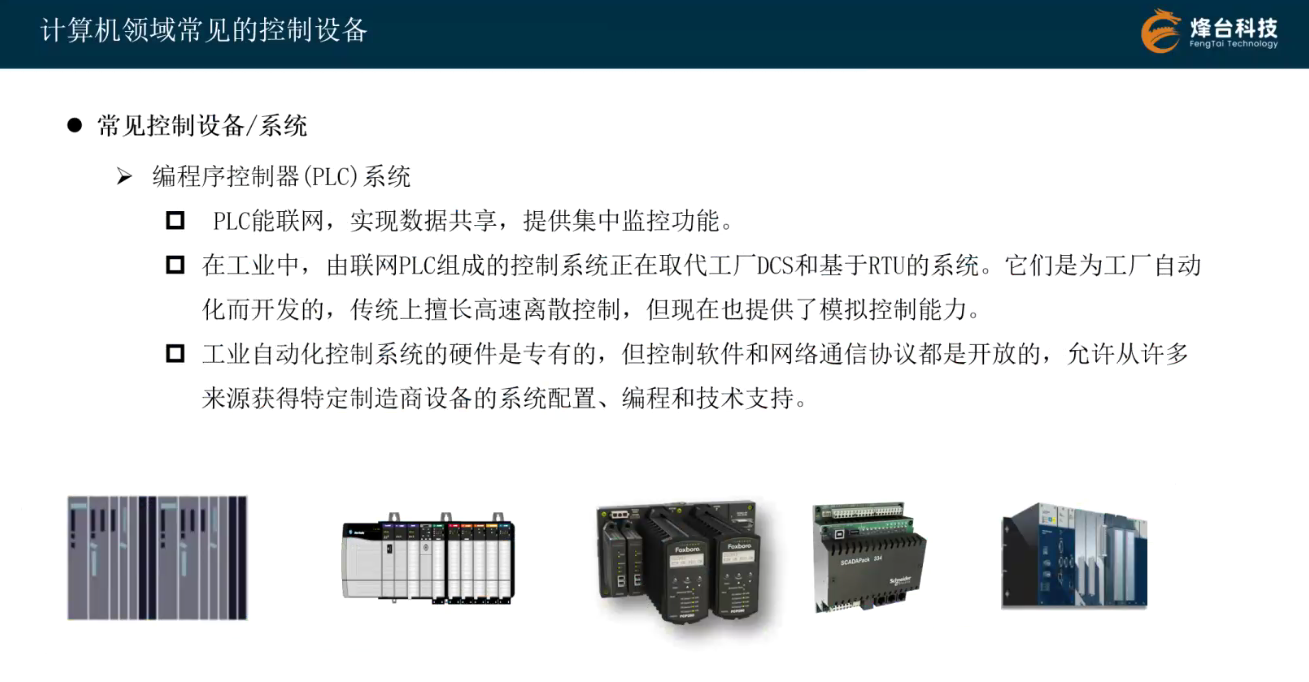 计算机领域常见的控制设备
烽台科技
FengTai Technology
常见控制设备/系统
编程序控制器(PLC)系统
PLC能联网，实现数据共享，提供集中监控功能。
在工业中，由联网PLC组成的控制系统正在取代工厂DCS和基于RTU的系统。它们是为工厂自动
化而开发的，传统上擅长高速离散控制，但现在也提供了模拟控制能力。
工业自动化控制系统的硬件是专有的，但控制软件和网络通信协议都是开放的，允许从许多
来源获得特定制造商设备的系统配置、编程和技术支持。
Foxboro
Foxboro
SCADAPack 334
Schneider